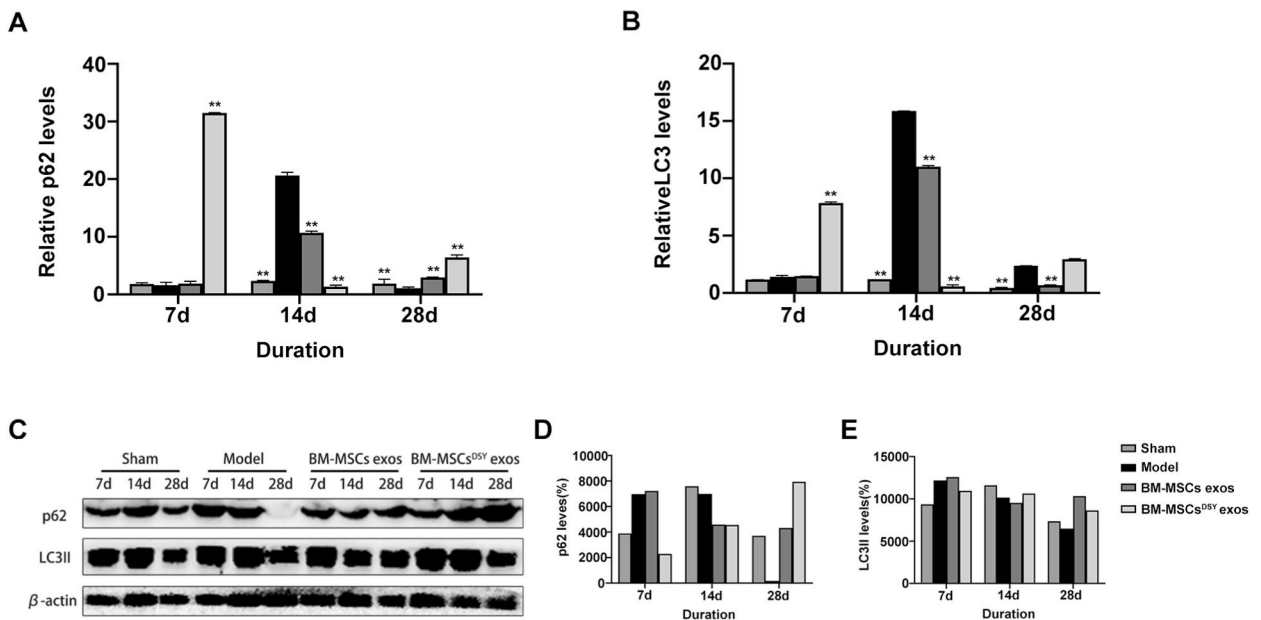 A
Relative p62 levels
40
30
20
10
0
**
**
**
**
**
**
**
7d
14d
28d
Duration
B
RelativeLC3 levels
20
15
10
5
0
**
**
**
**
**
**
7d
14d
28d
Duration
C
Sham
Model
BM-MSCs exos
BM-MSCsDSY exos
7d 14d 28d 7d 14d 28d 7d 14d 28d 7d 14d 28d
p62
LC3II
β-actin
D
p62 leves(%)
10000
8000
6000
4000
2000
0
7d
14d
28d
Duration
E
LC3II levels(%)
15000
10000
5000
0
7d
14d
28d
Duration
Sham
Model
BM-MSCs exos
BM-MSCsDSY exos